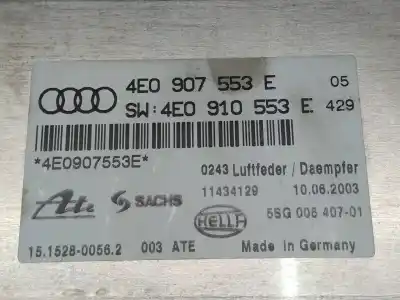 4E0 907 553 E 05
SW:4E0 910 553 E 429
*4E0907553E*
0243 Luftfeder/Daempfer
11434129 10.06.2003
Ate SACHS HELLA 5SG 006 407-01
15.1528-0056.2 003 ATE Made in Germany